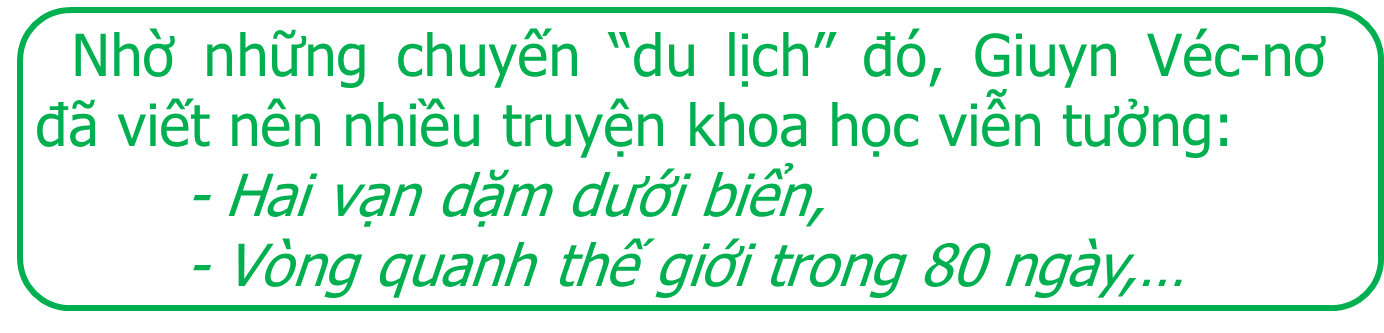 Nhờ những chuyến “du lịch” đó, Giuyn Véc-nơ
đã viết nên nhiều truyện khoa học viễn tưởng:
- Hai vạn dặm dưới biển,
- Vòng quanh thế giới trong 80 ngày,...